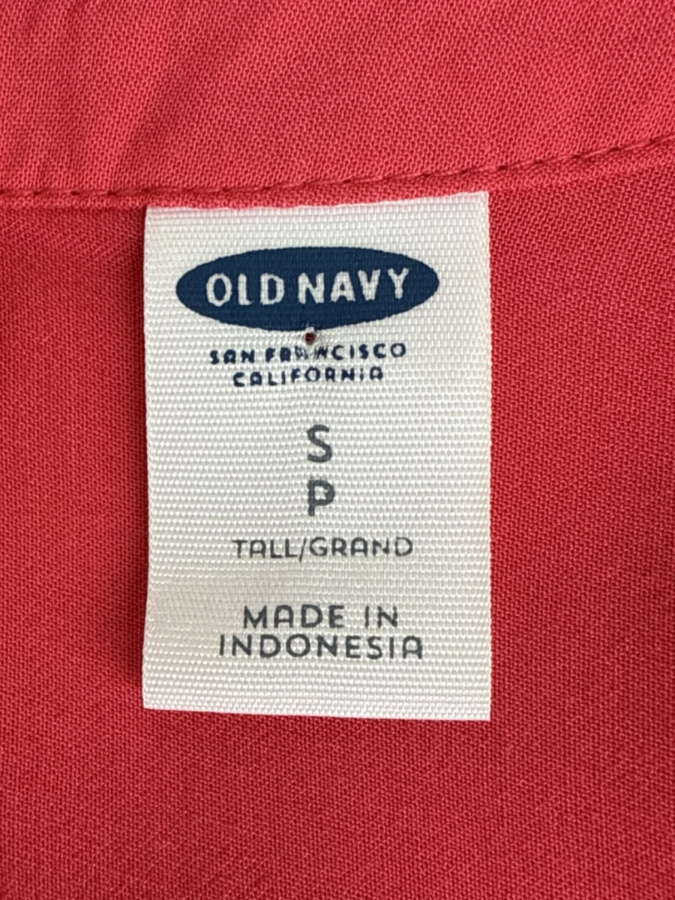 OLD NAVY
SAN FRANCISCO
CALIFORNIA
S
P
TALL/GRAND
MADE IN
INDONESIA